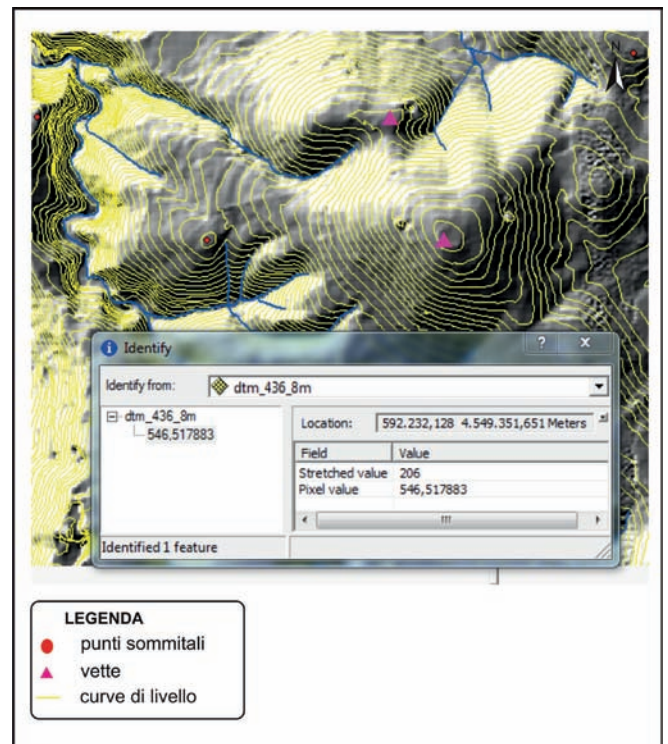 N
Identify
? X
Identify from: dtm_436_8m
dtm_436_8m
546,517883
Location: 592.232,128 4.549.351,651 Meters
Field Value
Stretched value 206
Pixel value 546,517883
Identified 1 feature
LEGENDA
punti sommitali
vette
curve di livello